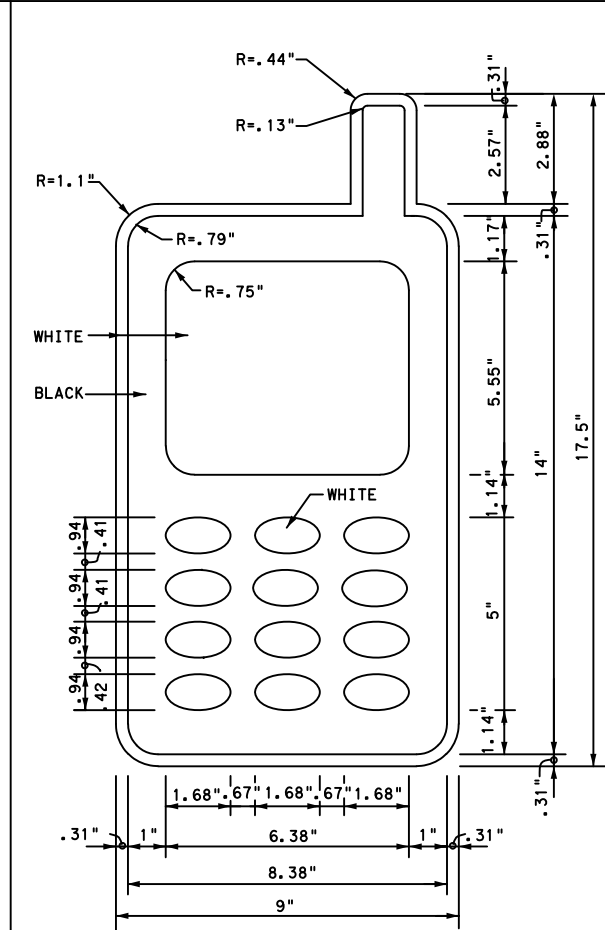 R=.44"
.31"
R=.13"
2.57"
2.88"
R=1.1"
.31"
R=.79"
1.17"
R=.75"
WHITE
BLACK
5.55"
17.5"
14"
1.14"
WHITE
.94
.41
.94
.41
.94
.94
.42
5"
1.14"
.31"
1.68" .67" 1.68" .67" 1.68"
.31" 1" 6.38" 1" .31"
8.38"
9"